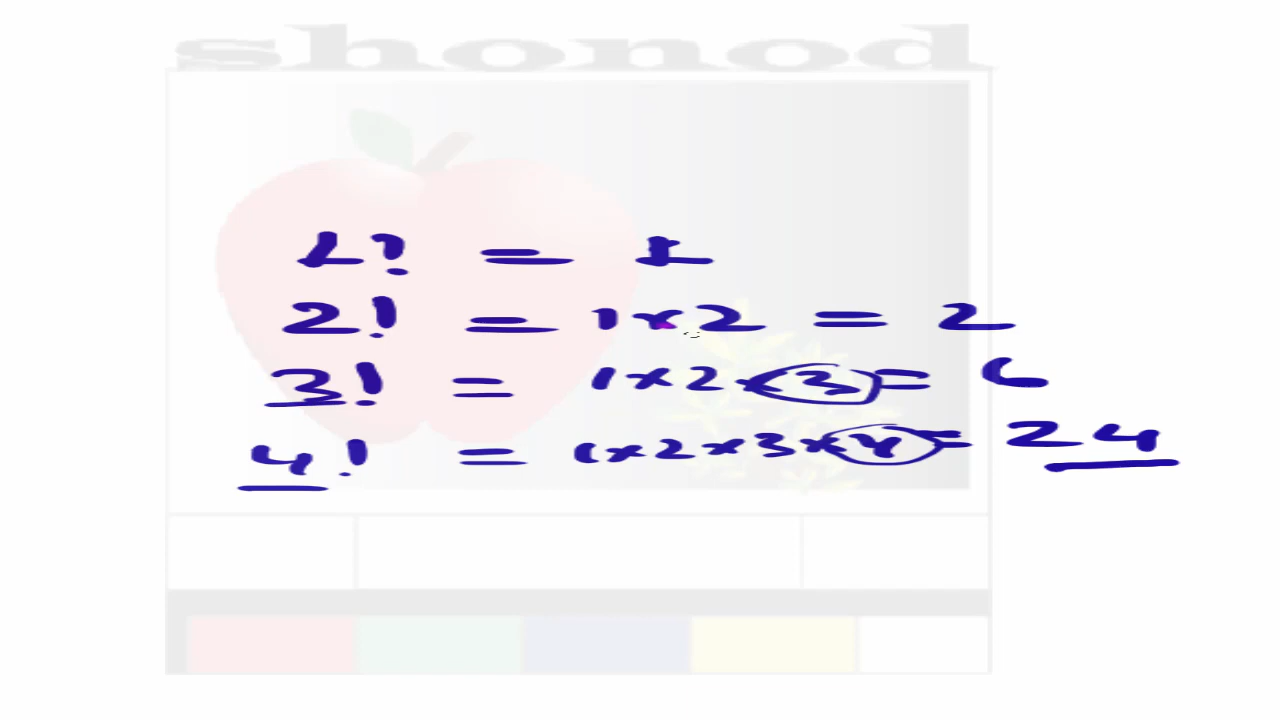 shonod
1! = 1
2! = 1 x 2 = 2
3! = 1 x 2 x 3 = 6
4! = 1 x 2 x 3 x 4 = 24